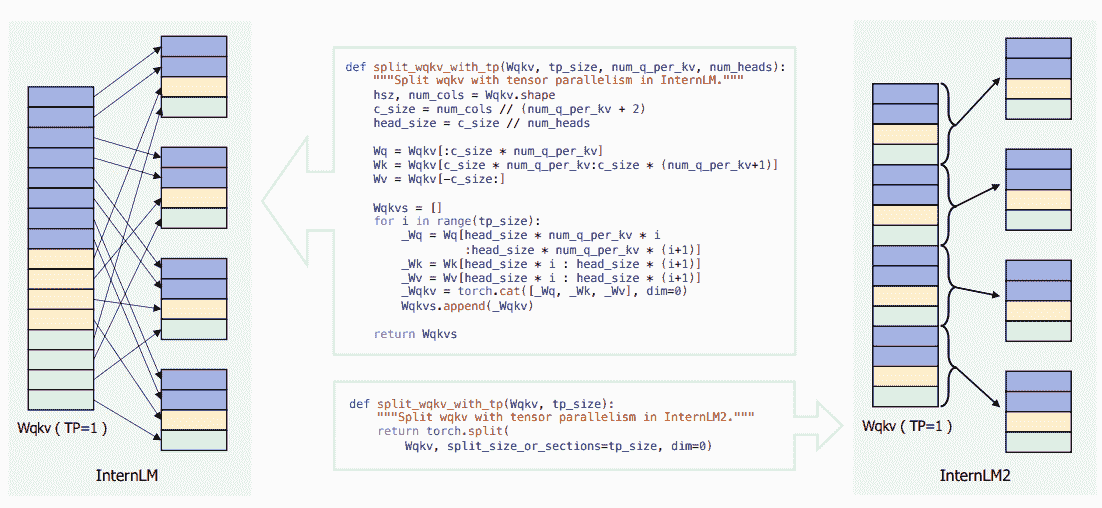 def split_wqkv_with_tp(Wqkv, tp_size, num_q_per_kv, num_heads):
    """Split wqkv with tensor parallelism in InternLM."""
    hsz, num_cols = Wqkv.shape
    c_size = num_cols // (num_q_per_kv + 2)
    head_size = c_size // num_heads

    Wq = Wqkv[:c_size * num_q_per_kv]
    Wk = Wqkv[c_size * num_q_per_kv:c_size * (num_q_per_kv+1)]
    Wv = Wqkv[-c_size:]

    Wqkvs = []
    for i in range(tp_size):
        _Wq = Wq[head_size * num_q_per_kv * i
                 :head_size * num_q_per_kv * (i+1)]
        _Wk = Wk[head_size * i : head_size * (i+1)]
        _Wv = Wv[head_size * i : head_size * (i+1)]
        _Wqkv = torch.cat([_Wq, _Wk, _Wv], dim=0)
        Wqkvs.append(_Wqkv)

    return Wqkvs
def split_wqkv_with_tp(Wqkv, tp_size):
    """Split wqkv with tensor parallelism in InternLM2."""
    return torch.split(
        Wqkv, split_size_or_sections=tp_size, dim=0)
Wqkv ( TP=1 )
InternLM
Wqkv ( TP=1 )
InternLM2